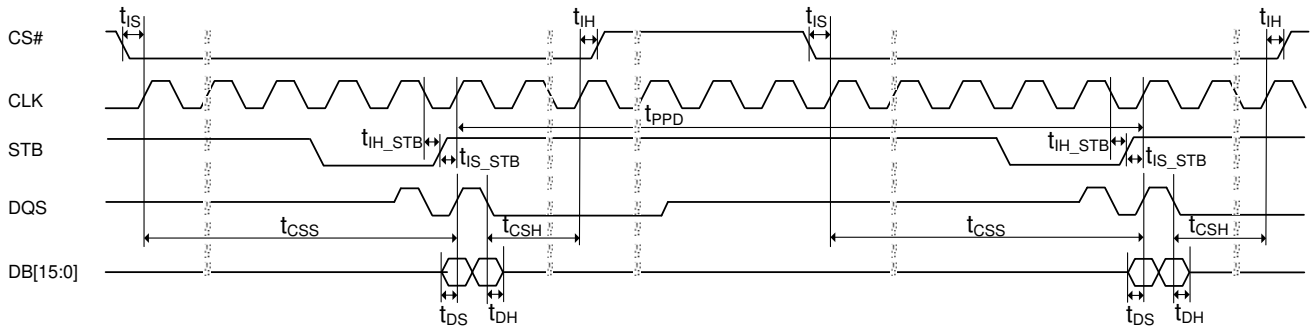 tIS
tIH
tIS
tIH
CS#
CLK
tPPD
STB
tIH_STB
tIS_STB
tIH_STB
tIS_STB
DQS
tCSS
tCSH
tCSS
tCSH
DB[15:0]
tDS
tDH
tDS
tDH